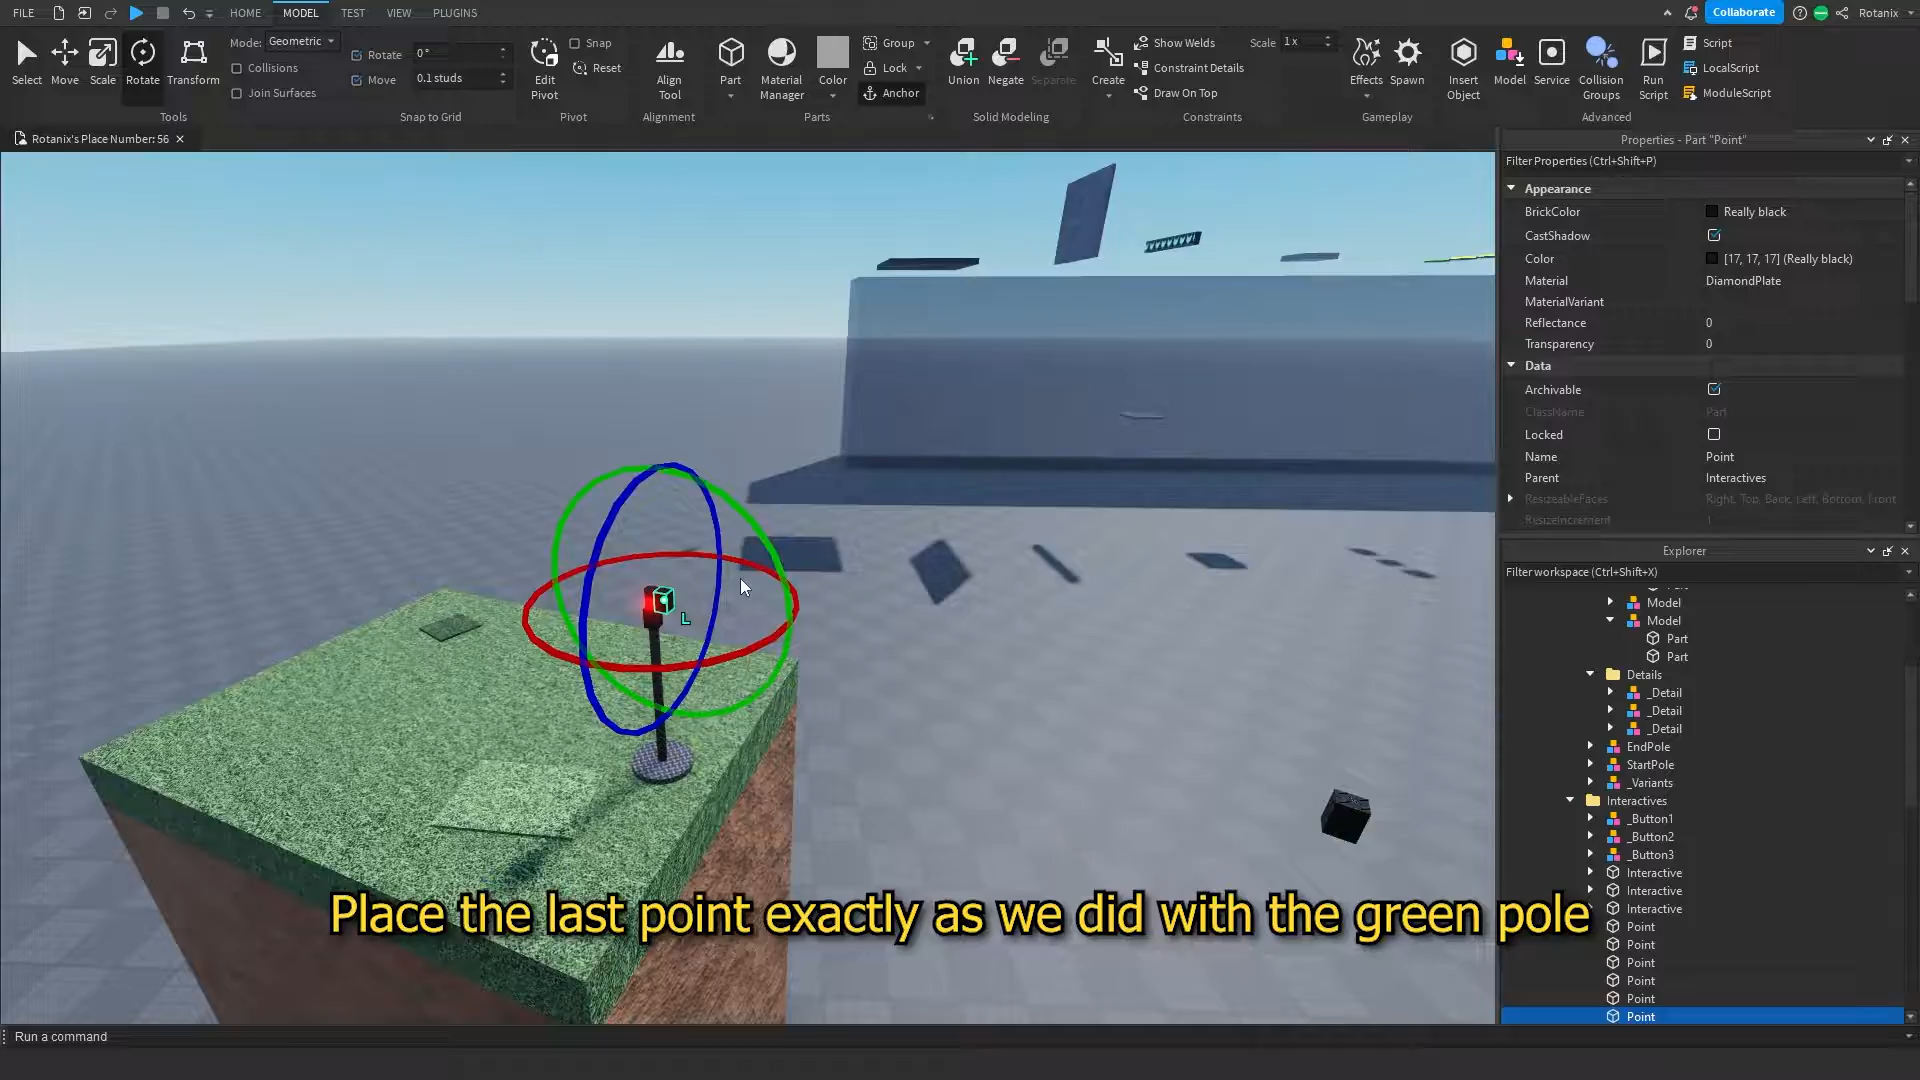 FILE
HOME
MODEL
TEST
VIEW
PLUGINS
Collaborate
Rotanix
Select
Move
Scale
Rotate
Transform
Mode:
Geometric
Collisions
Join Surfaces
Tools
Rotate
0°
Move
0.1 studs
Snap to Grid
Edit
Pivot
Snap
Reset
Pivot
Align
Tool
Alignment
Part
Material
Manager
Color
Group
Lock
Anchor
Parts
Union
Negate
Separate
Solid Modeling
Create
Show Welds
Scale
1 x
Constraint Details
Draw On Top
Constraints
Effects
Spawn
Gameplay
Insert
Object
Model
Service
Collision
Groups
Run
Script
Script
LocalScript
ModuleScript
Advanced
Rotanix's Place Number: 56
Properties - Part "Point"
Filter Properties (Ctrl+Shift+P)
Appearance
BrickColor
Really black
CastShadow
Color
[17, 17, 17] (Really black)
Material
DiamondPlate
MaterialVariant
Reflectance
0
Transparency
0
Data
Archivable
ClassName
Part
Locked
Name
Point
Parent
Interactives
ResizeableFaces
Right, Top, Back, Left, Bottom, Front
ResizeIncrement
1
Explorer
Filter workspace (Ctrl+Shift+X)
Model
Model
Part
Part
Details
_Detail
_Detail
_Detail
EndPole
StartPole
_Variants
Interactives
_Button1
_Button2
_Button3
Interactive
Interactive
Interactive
Point
Point
Point
Point
Point
Point
L
Place the last point exactly as we did with the green pole
Run a command